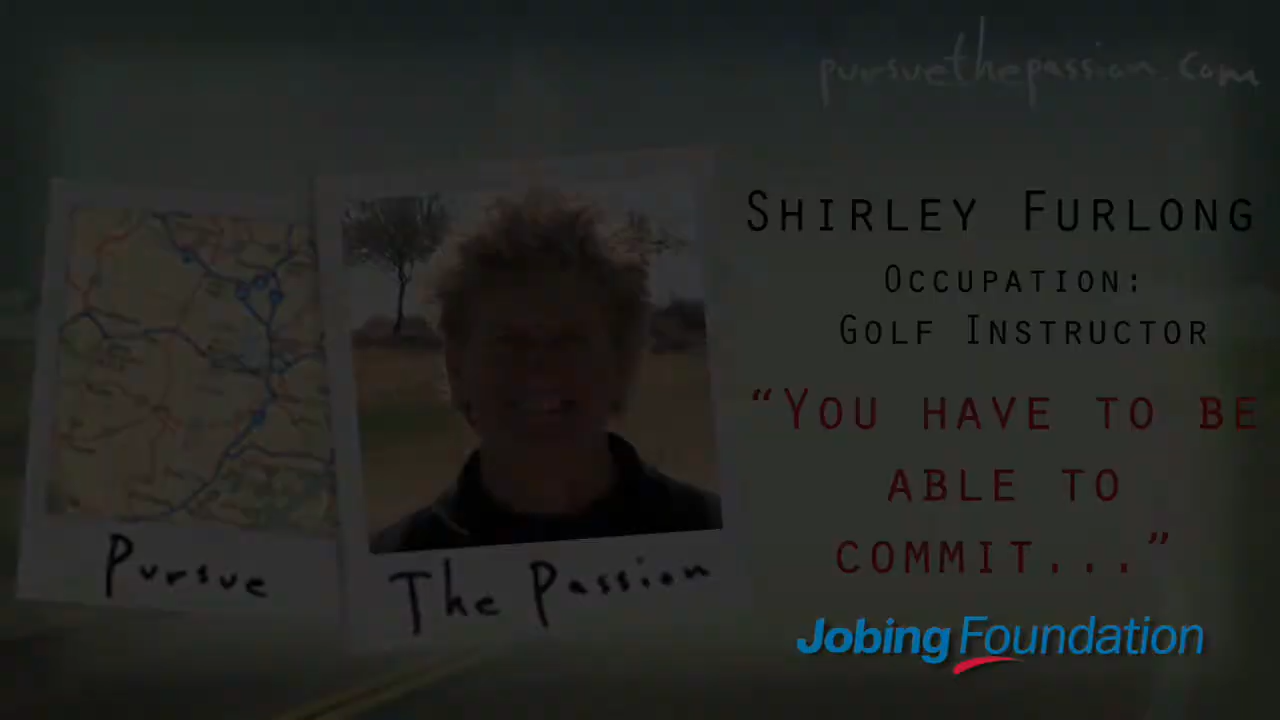 pursuethepassion.com
SHIRLEY FURLONG
OCCUPATION:
GOLF INSTRUCTOR
“YOU HAVE TO BE
ABLE TO
COMMIT...”
Pursue
The Passion
Jobing Foundation